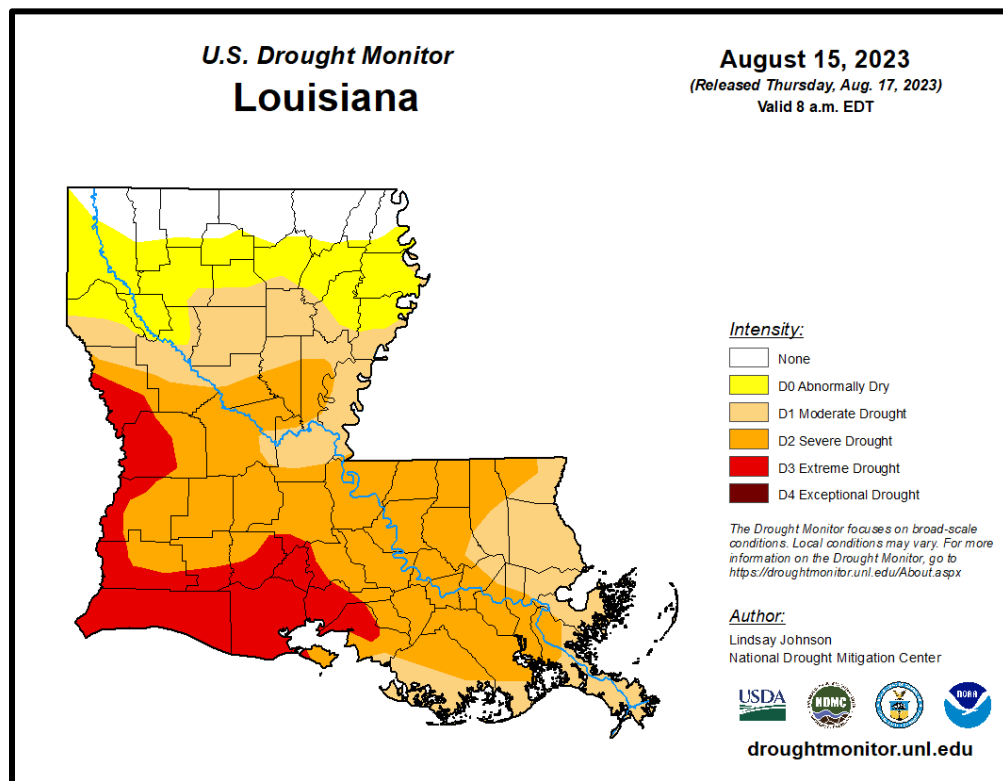 U.S. Drought Monitor
Louisiana
August 15, 2023
(Released Thursday, Aug. 17, 2023)
Valid 8 a.m. EDT
Intensity:
None
D0 Abnormally Dry
D1 Moderate Drought
D2 Severe Drought
D3 Extreme Drought
D4 Exceptional Drought
The Drought Monitor focuses on broad-scale
conditions. Local conditions may vary. For more
information on the Drought Monitor, go to
https://droughtmonitor.unl.edu/About.aspx
Author:
Lindsay Johnson
National Drought Mitigation Center
USDA
NDMC
NOAA
droughtmonitor.unl.edu